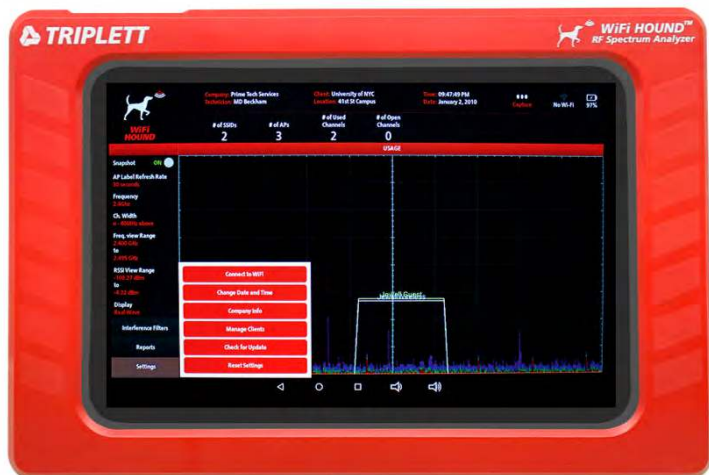 TRIPLETT
WiFi HOUND™
RF Spectrum Analyzer
WiFi
HOUND
Company: Prime Tech Services
Technician: MD Beckham
Client: University of NYC
Location: 41st St Campus
Time: 09:47:49 PM
Date: January 2, 2010
Capture
No Wi-Fi
97%
# of SSIDs
2
# of APs
3
# of Used
Channels
2
# of Open
Channels
0
USAGE
Snapshot ON
AP Label Refresh Rate
Frequency
Ch. Width
Freq. view Range
to
RSSI View Range
to
Display
Interference Filters
Reports
Settings
Connect to WiFi
Change Date and Time
Company Info
Manage Clients
Check for Update
Reset Settings